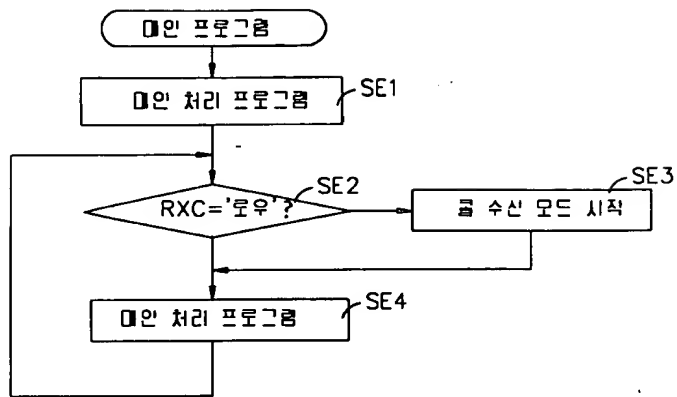 메인 프로그램
메인 처리 프로그램
SE1
RXC='로우'?
SE2
콜 수신 모드 시작
SE3
메인 처리 프로그램
SE4